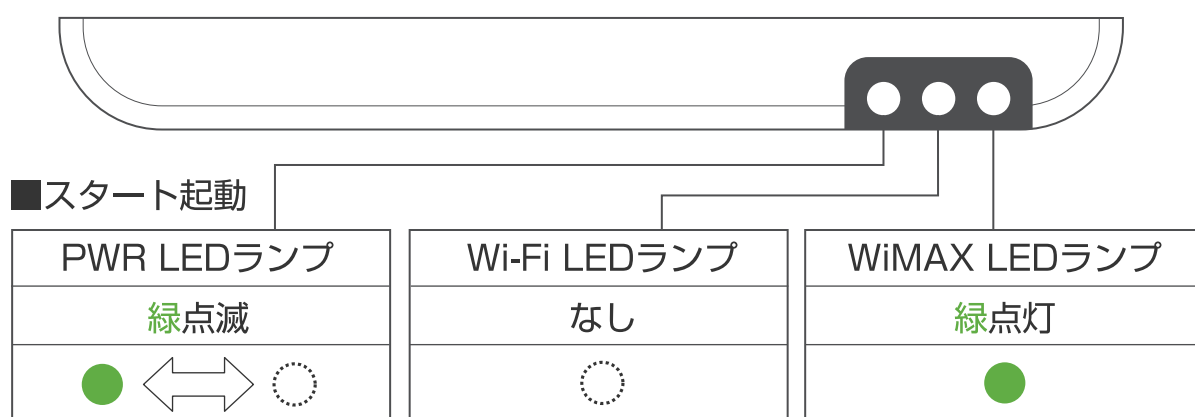 ■スタート起動
PWR LEDランプ
Wi-Fi LEDランプ
WiMAX LEDランプ
緑点滅
なし
緑点灯